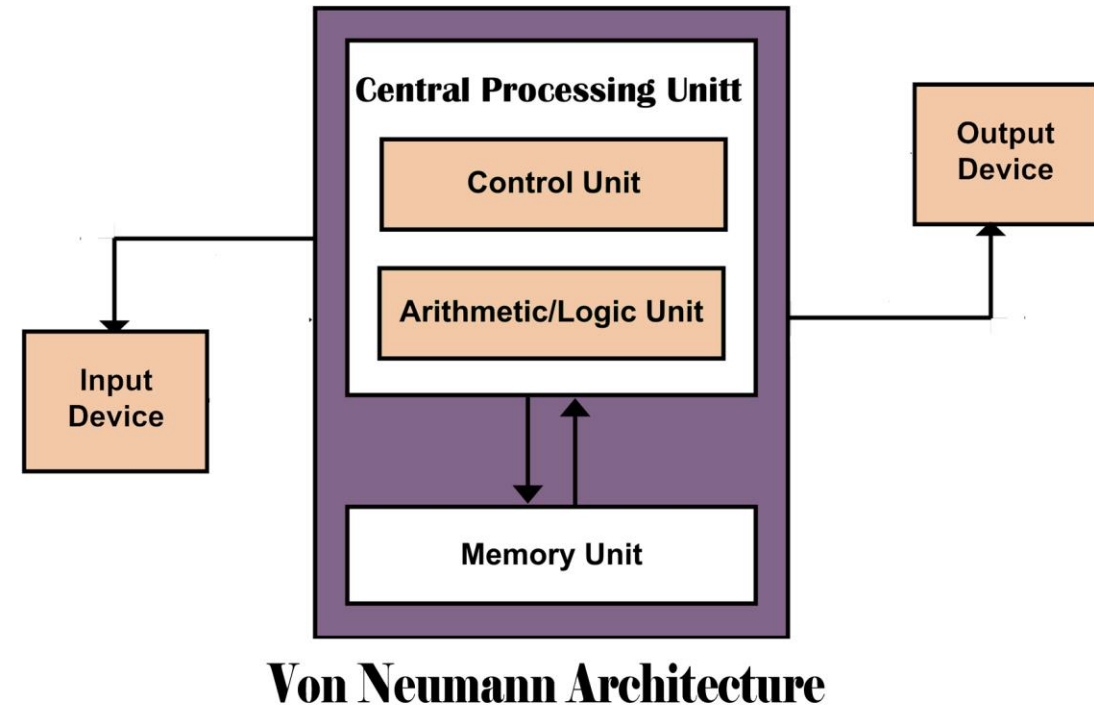 Central Processing Unitt
Control Unit
Arithmetic/Logic Unit
Output
Device
Input
Device
Memory Unit
Von Neumann Architecture